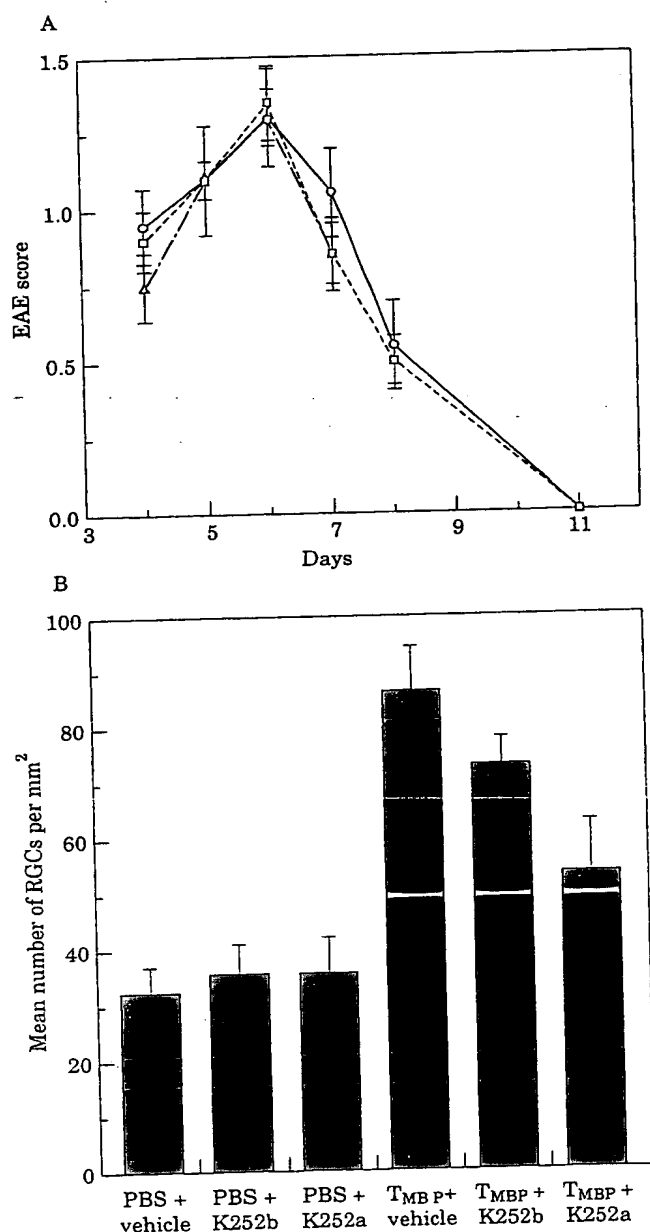 A
1.5
1.0
0.5
0.0
EAE score
3 5 7 9 11
Days
B
100
80
60
40
20
0
Mean number of RGCs per mm2
PBS + vehicle
PBS + K252b
PBS + K252a
TMBP+ vehicle
TMBP + K252b
TMBP + K252a